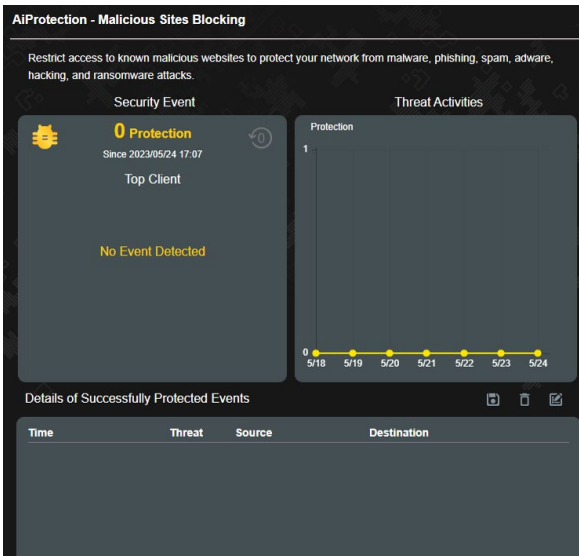 AiProtection - Malicious Sites Blocking
Restrict access to known malicious websites to protect your network from malware, phishing, spam, adware,
hacking, and ransomware attacks.
Security Event
Threat Activities
0 Protection
Since 2023/05/24 17:07
Top Client
No Event Detected
Protection
1
0
5/18 5/19 5/20 5/21 5/22 5/23 5/24
Details of Successfully Protected Events
Time Threat Source Destination